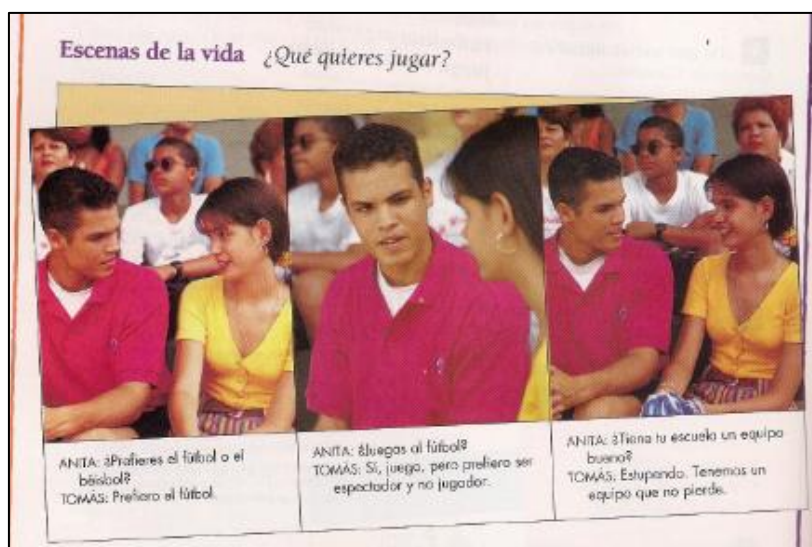 Escenas de la vida ¿Qué quieres jugar?
ANITA: ¿Prefieres el fútbol o el
béisbol?
TOMÁS: Prefiero el fútbol.
ANITA: ¿Juegas al fútbol?
TOMÁS: Sí, juego, pero prefiero ser
espectador y no jugador.
ANITA: ¿Tiene tu escuela un equipo
bueno?
TOMÁS: Estupendo. Tenemos un
equipo que no pierde.